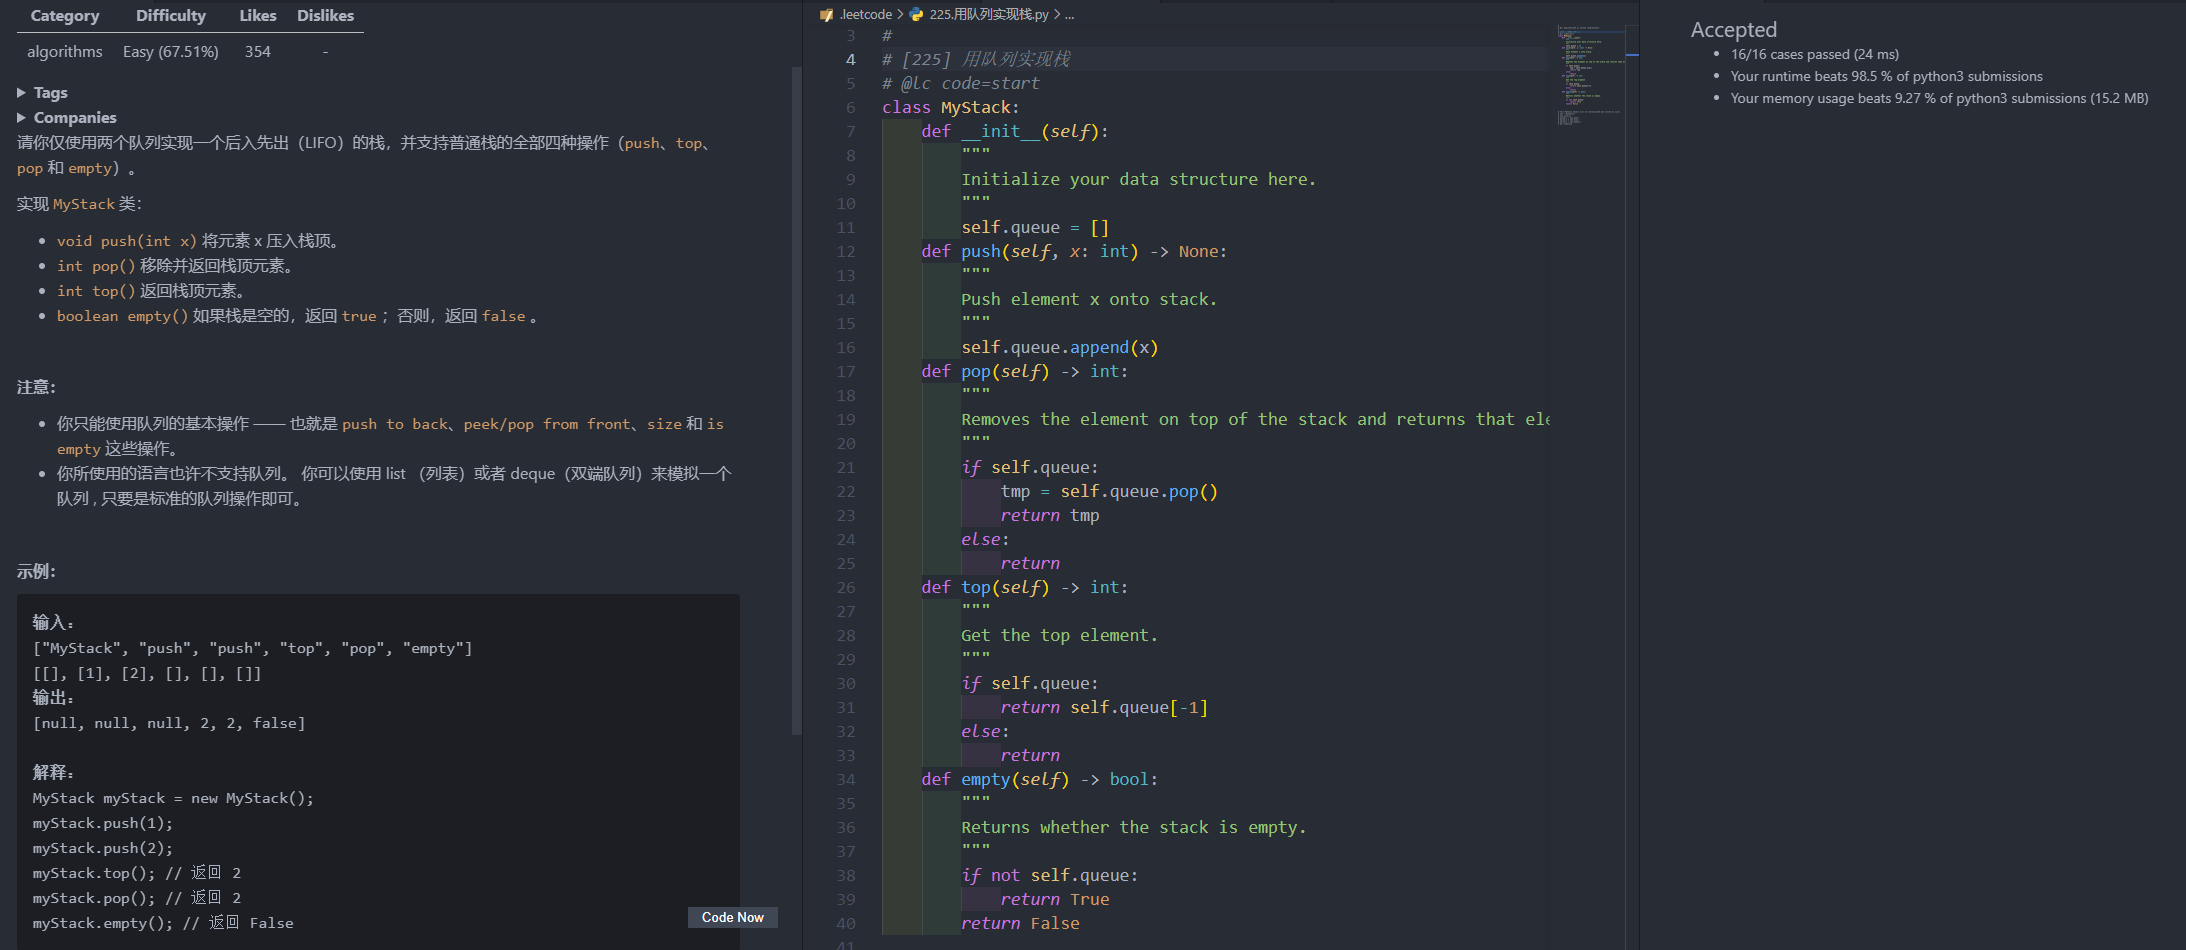 Category Difficulty Likes Dislikes
algorithms Easy (67.51%) 354 -
Tags
Companies
请你仅使用两个队列实现一个后入先出（LIFO）的栈，并支持普通栈的全部四种操作（push、top、
pop 和 empty）。
实现 MyStack 类：
void push(int x) 将元素 x 压入栈顶。
int pop() 移除并返回栈顶元素。
int top() 返回栈顶元素。
boolean empty() 如果栈是空的，返回 true ；否则，返回 false 。
注意：
你只能使用队列的基本操作 —— 也就是 push to back、peek/pop from front、size 和 is
empty 这些操作。
你所使用的语言也许不支持队列。 你可以使用 list （列表）或者 deque（双端队列）来模拟一个
队列 , 只要是标准的队列操作即可。
示例：
输入：
["MyStack", "push", "push", "top", "pop", "empty"]
[[], [1], [2], [], [], []]
输出：
[null, null, null, 2, 2, false]
解释：
MyStack myStack = new MyStack();
myStack.push(1);
myStack.push(2);
myStack.top(); // 返回 2
myStack.pop(); // 返回 2
myStack.empty(); // 返回 False
Code Now
.leetcode > 225.用队列实现栈.py > ...
3 #
4 # [225] 用队列实现栈
5 # @lc code=start
6 class MyStack:
7 def __init__(self):
8 """
9 Initialize your data structure here.
10 """
11 self.queue = []
12 def push(self, x: int) -> None:
13 """
14 Push element x onto stack.
15 """
16 self.queue.append(x)
17 def pop(self) -> int:
18 """
19 Removes the element on top of the stack and returns that ele
20 """
21 if self.queue:
22 tmp = self.queue.pop()
23 return tmp
24 else:
25 return
26 def top(self) -> int:
27 """
28 Get the top element.
29 """
30 if self.queue:
31 return self.queue[-1]
32 else:
33 return
34 def empty(self) -> bool:
35 """
36 Returns whether the stack is empty.
37 """
38 if not self.queue:
39 return True
40 return False
41
Accepted
16/16 cases passed (24 ms)
Your runtime beats 98.5 % of python3 submissions
Your memory usage beats 9.27 % of python3 submissions (15.2 MB)